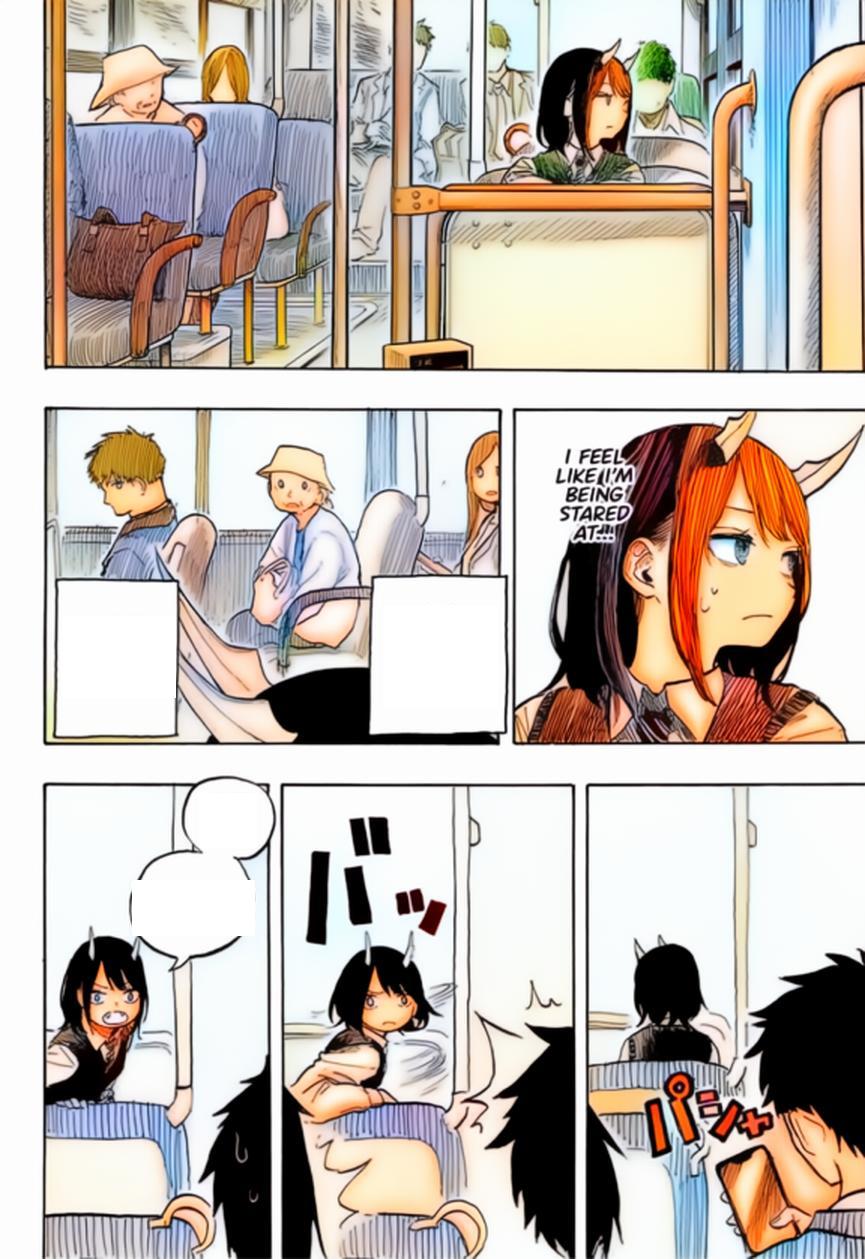 I FEEL
LIKE I'M
BEING
STARED
AT...
バッ
パシャ